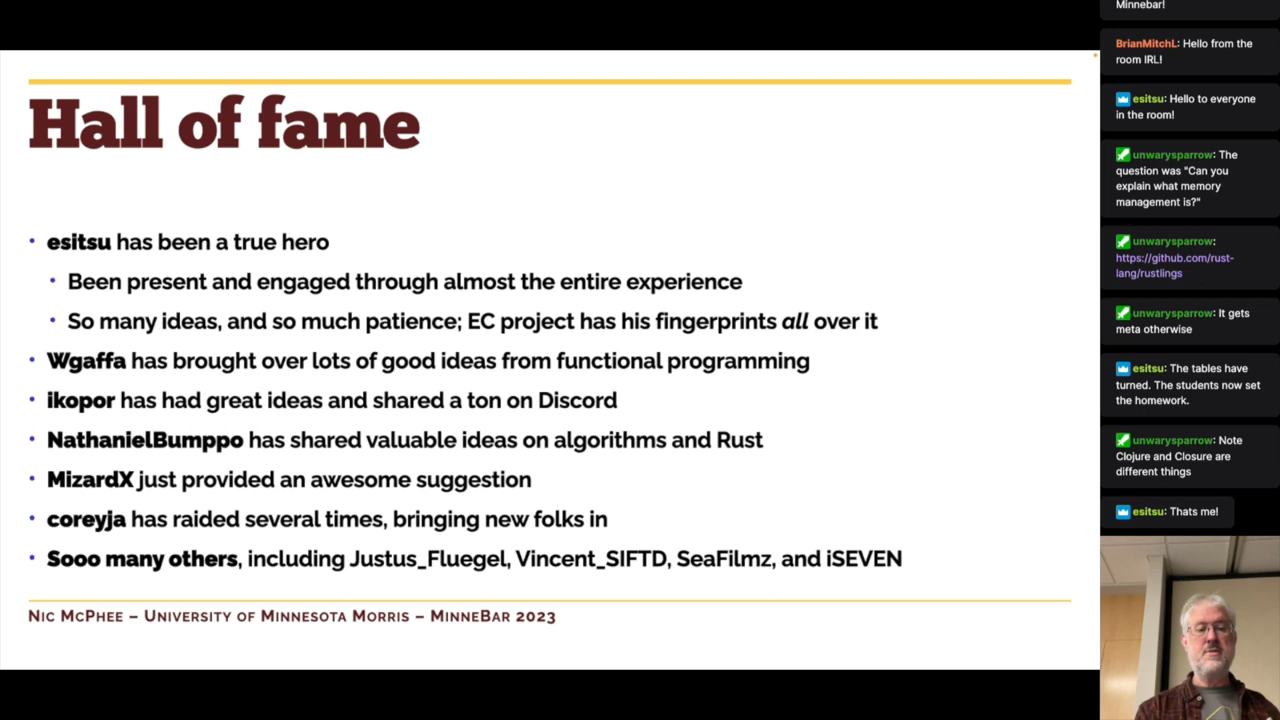 Hall of fame
• esitsu has been a true hero
• Been present and engaged through almost the entire experience
• So many ideas, and so much patience; EC project has his fingerprints all over it
• Wgaffa has brought over lots of good ideas from functional programming
• ikopor has had great ideas and shared a ton on Discord
• NathanielBumppo has shared valuable ideas on algorithms and Rust
• MizardX just provided an awesome suggestion
• coreyja has raided several times, bringing new folks in
• Sooo many others, including Justus_Fluegel, Vincent_SIFTD, SeaFilmz, and iSEVEN
Nic McPhee – University of Minnesota Morris – MinneBar 2023
Minnebar!
BrianMitchL: Hello from the
room IRL!
esitsu: Hello to everyone
in the room!
unwarysparrow: The
question was "Can you
explain what memory
management is?"
unwarysparrow:
https://github.com/rust-
lang/rustlings
unwarysparrow: It gets
meta otherwise
esitsu: The tables have
turned. The students now set
the homework.
unwarysparrow: Note
Clojure and Closure are
different things
esitsu: Thats me!